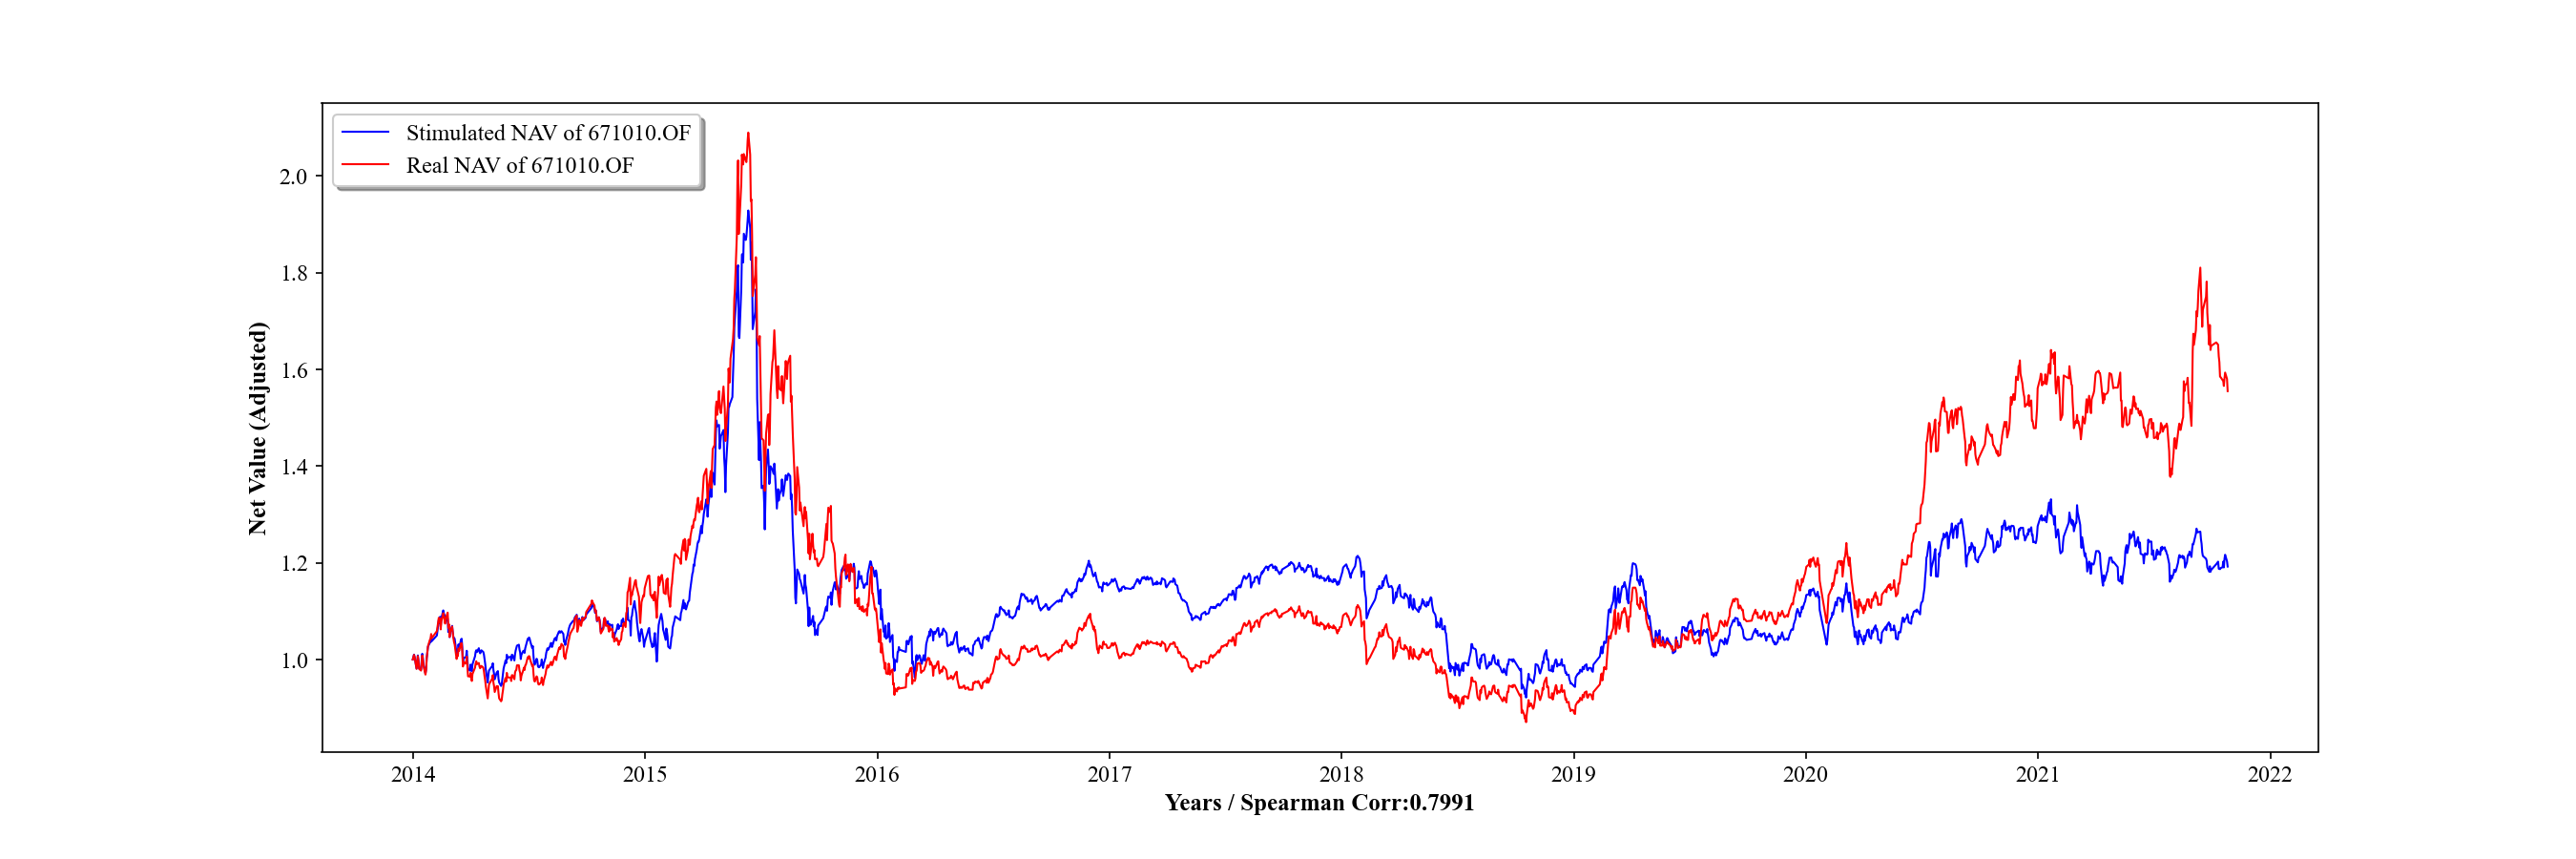 Stimulated NAV of 671010.OF
Real NAV of 671010.OF
Net Value (Adjusted)
2.0
1.8
1.6
1.4
1.2
1.0
2014 2015 2016 2017 2018 2019 2020 2021 2022
Years / Spearman Corr:0.7991